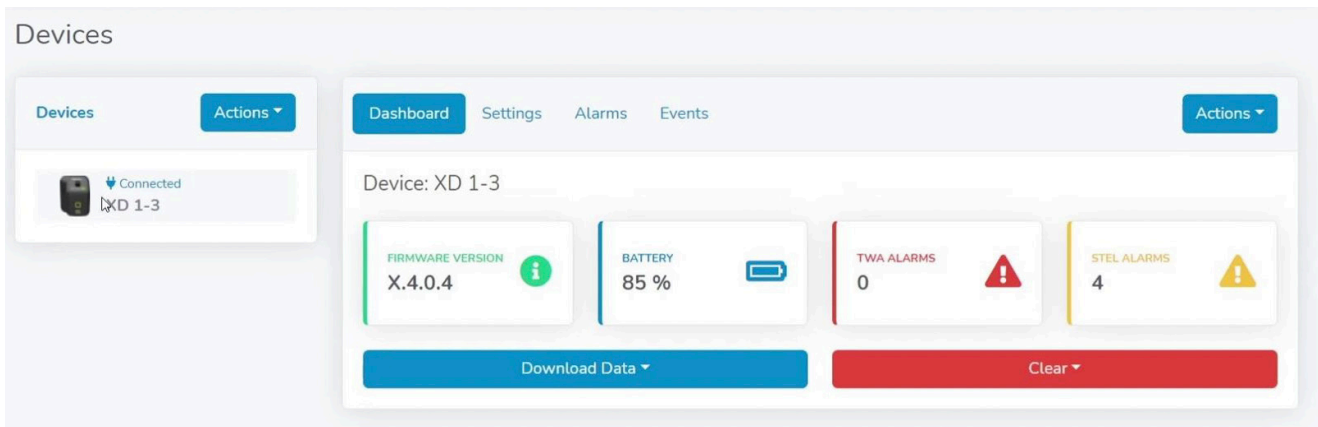 Devices
Devices
Actions
Connected
XD 1-3
Dashboard Settings Alarms Events
Actions
Device: XD 1-3
FIRMWARE VERSION
X.4.0.4
BATTERY
85 %
TWA ALARMS
0
STEL ALARMS
4
Download Data
Clear